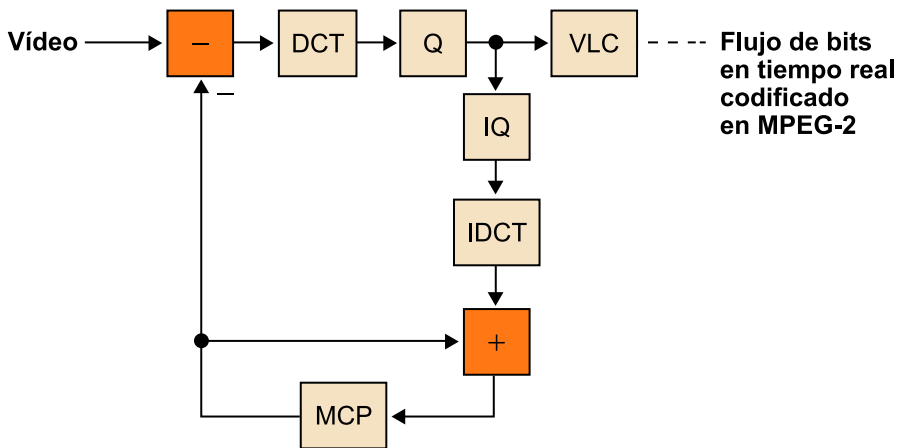 Vídeo
−
DCT
Q
VLC
Flujo de bits
en tiempo real
codificado
en MPEG-2
−
IQ
IDCT
+
MCP